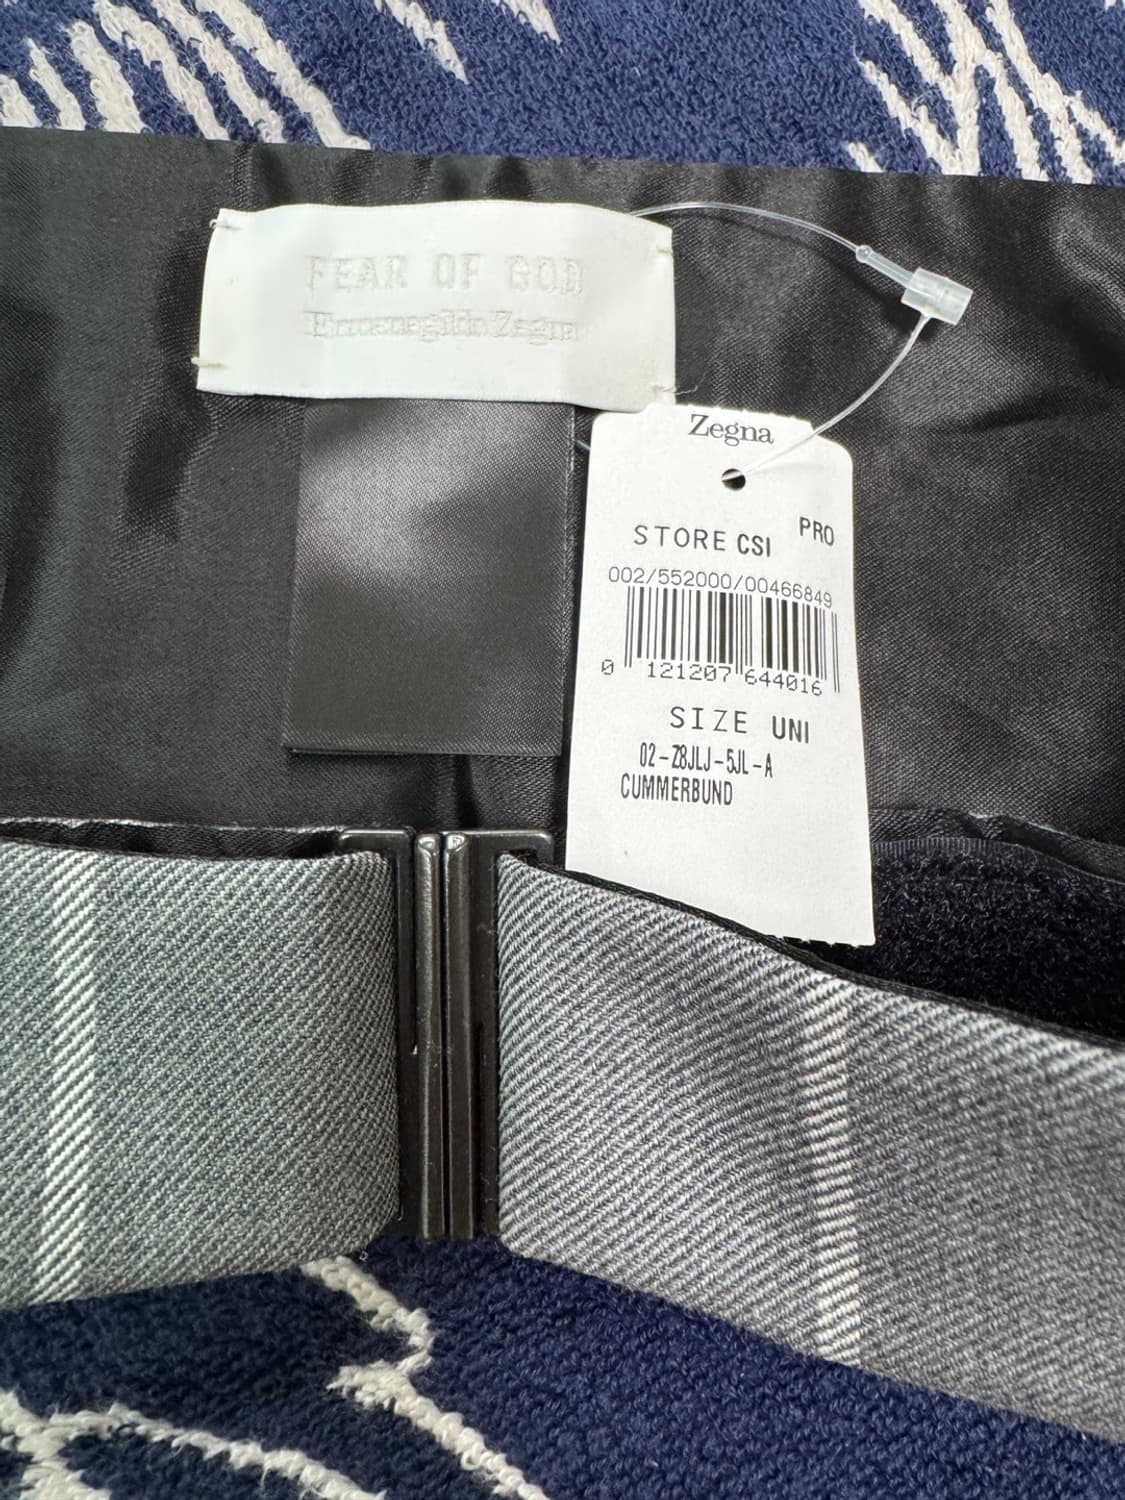 FEAR OF GOD
Ermenegildo Zegna
Zegna
PRO
STORE CSI
002/552000/00466849
0 121207 644016
SIZE UNI
02-Z8JLJ-5JL-A
CUMMERBUND